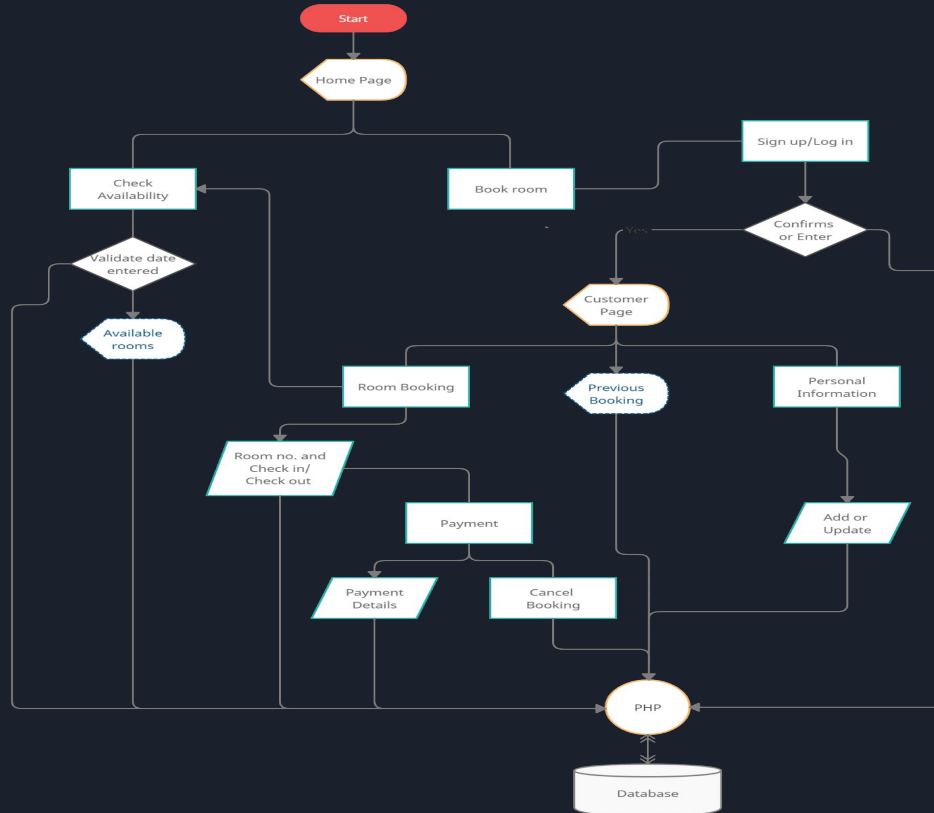 Start
Home Page
Sign up/Log in
Check
Availability
Book room
Confirms
or Enter
Yes
Validate date
entered
Customer
Page
Available
rooms
Room Booking
Previous
Booking
Personal
Information
Room no. and
Check in/
Check out
Payment
Add or
Update
Payment
Details
Cancel
Booking
PHP
Database